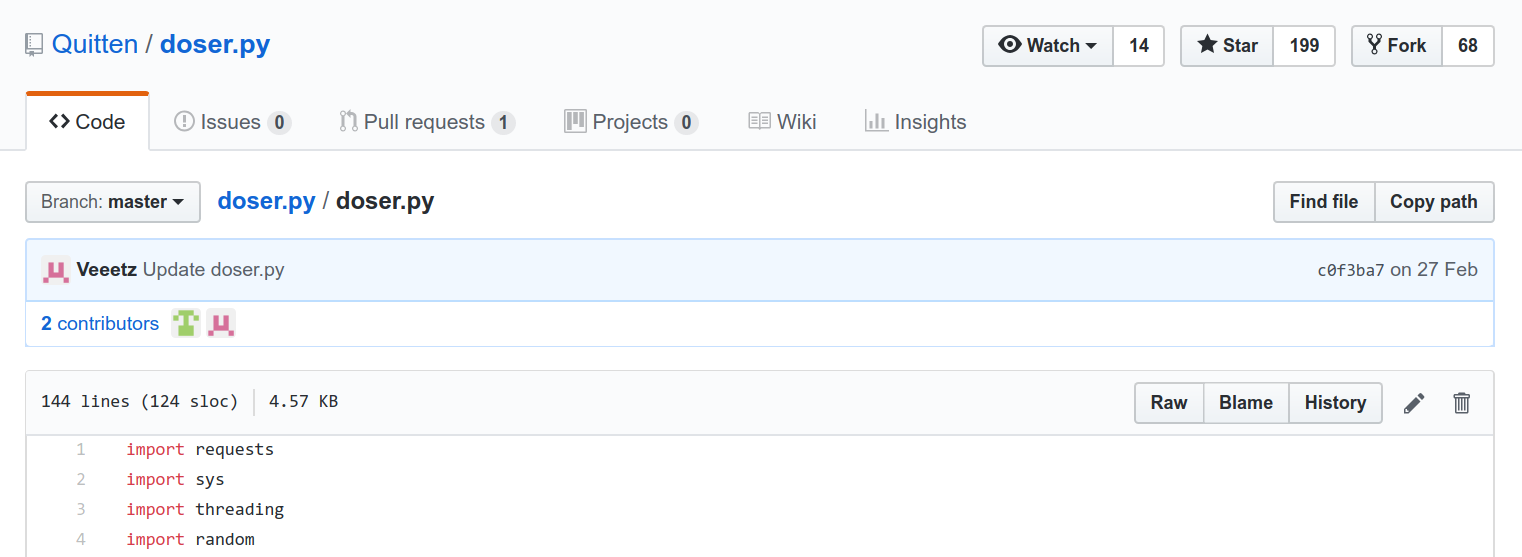 Quitten / doser.py Watch 14 Star 199 Fork 68
Code Issues 0 Pull requests 1 Projects 0 Wiki Insights
Branch: master doser.py / doser.py Find file Copy path
Veeetz Update doser.py c0f3ba7 on 27 Feb
2 contributors
144 lines (124 sloc) 4.57 KB Raw Blame History
1 import requests
2 import sys
3 import threading
4 import random